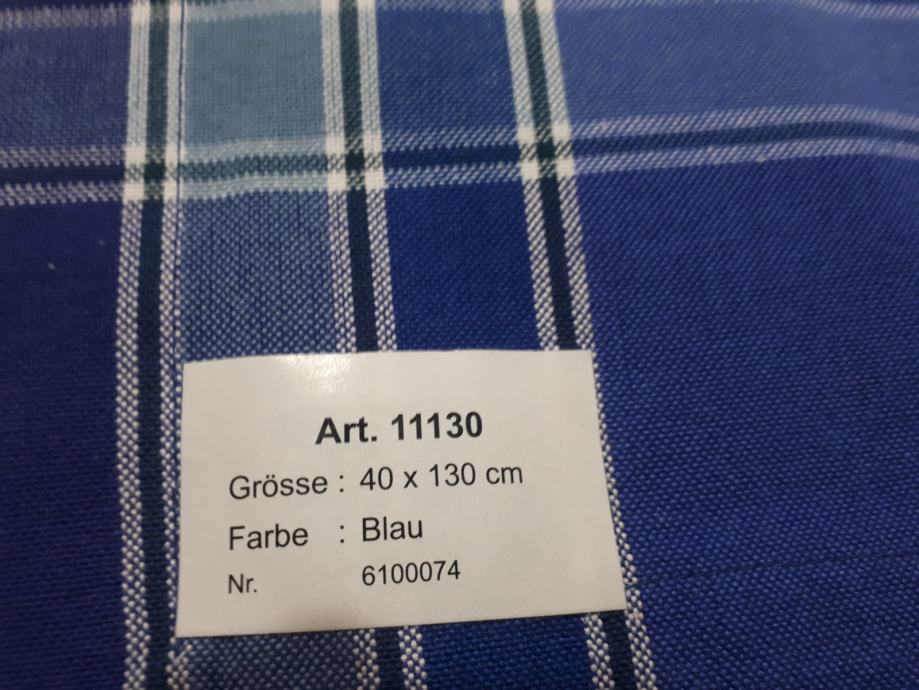 Art. 11130
Grösse : 40 x 130 cm
Farbe : Blau
Nr. 6100074